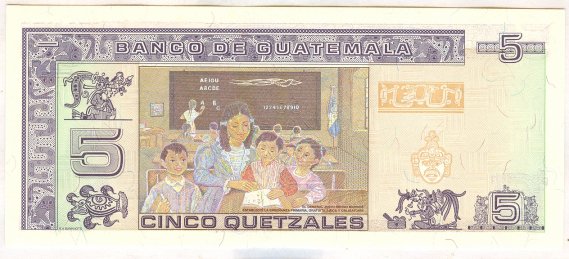 BANCO DE GUATEMALA
5
AEIOU
ABCDE
12345678910
5
5
CINCO QUETZALES